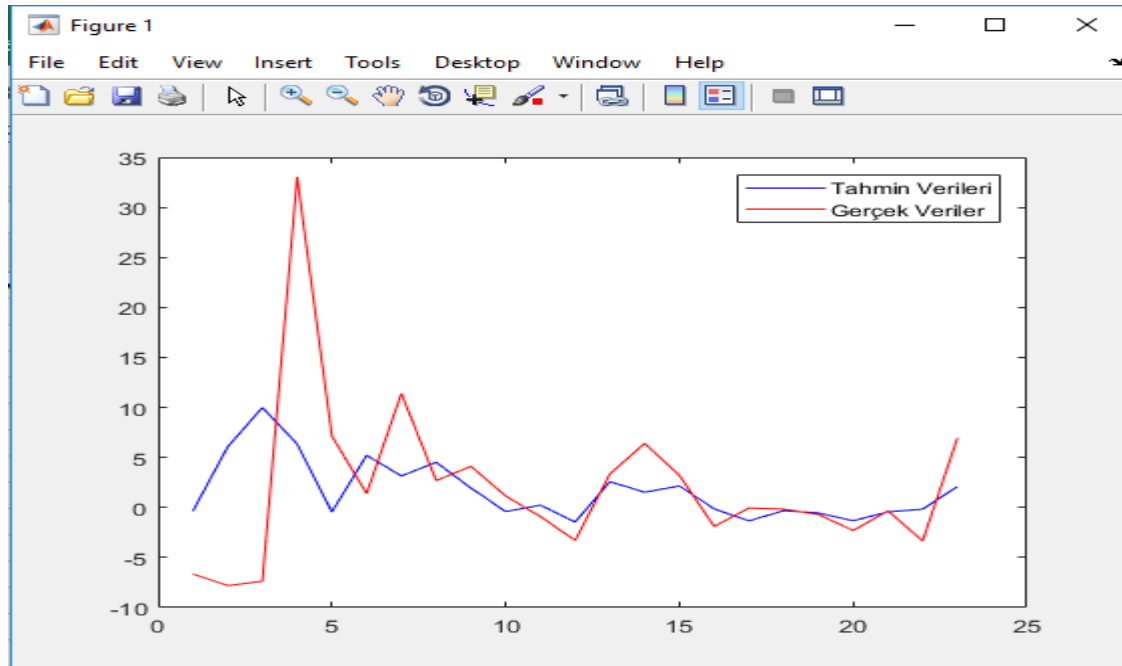 Figure 1
File Edit View Insert Tools Desktop Window Help
35
30
25
20
15
10
5
0
-5
-10
0 5 10 15 20 25
Tahmin Verileri
Gerçek Veriler